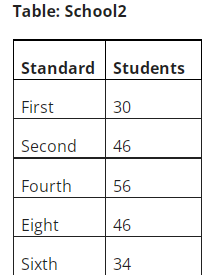 Table: School2
Standard Students
First 30
Second 46
Fourth 56
Eight 46
Sixth 34